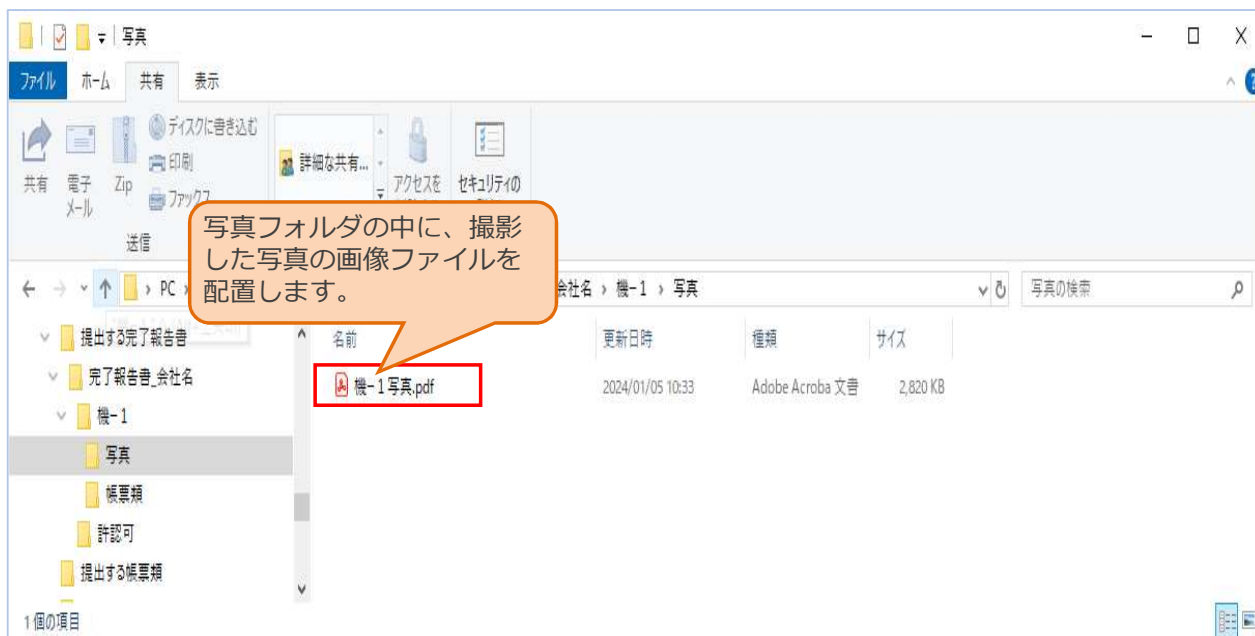 写真
ファイル ホーム 共有 表示
共有
電子
メール
Zip
ディスクに書き込む
印刷
ファックス
送信
詳細な共有...
アクセスを
セキュリティの
写真フォルダの中に、撮影
した写真の画像ファイルを
配置します。
PC › 会社名 › 機-1 › 写真
写真の検索
提出する完了報告書
完了報告書_会社名
機-1
写真
帳票類
許認可
提出する帳票類
名前 更新日時 種類 サイズ
機-1写真.pdf 2024/01/05 10:33 Adobe Acroba 文書 2,820 KB
1 個の項目